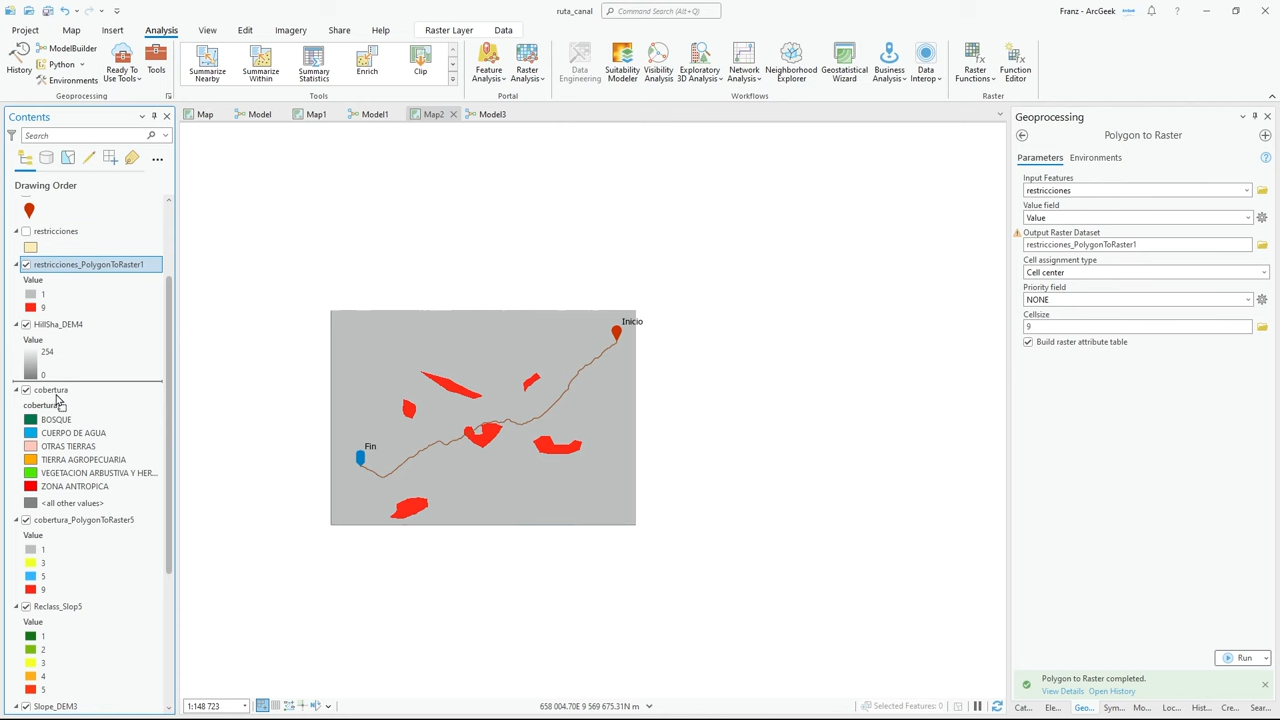 ruta_canal
Command Search (Alt+Q)
Franz - ArcGeek
Project
Map
Insert
Analysis
View
Edit
Imagery
Share
Help
Raster Layer
Data
History
ModelBuilder
Python
Environments
Ready To Use Tools
Tools
Summarize Nearby
Summarize Within
Summary Statistics
Enrich
Clip
Feature Analysis
Raster Analysis
Data Engineering
Suitability Modeler
Visibility Analysis
Exploratory 3D Analysis
Network Analysis
Neighborhood Explorer
Geostatistical Wizard
Business Analysis
Data Interop
Raster Functions
Function Editor
Geoprocessing
Tools
Portal
Workflows
Raster
Contents
Search
Drawing Order
restricciones
restricciones_PolygonToRaster1
Value
1
9
HillSha_DEM4
Value
254
0
cobertura
cobertura
BOSQUE
CUERPO DE AGUA
OTRAS TIERRAS
TIERRA AGROPECUARIA
VEGETACION ARBUSTIVA Y HER...
ZONA ANTROPICA
<all other values>
cobertura_PolygonToRaster5
Value
1
3
5
9
Reclass_Slop5
Value
1
2
3
4
5
Slope_DEM3
Map
Model
Map1
Model1
Map2
Model3
Inicio
Fin
1:148 723
658 004.70E 9 569 675.31N m
Selected Features: 0
Geoprocessing
Polygon to Raster
Parameters
Environments
Input Features
restricciones
Value field
Value
Output Raster Dataset
restricciones_PolygonToRaster1
Cell assignment type
Cell center
Priority field
NONE
Cellsize
9
Build raster attribute table
Run
Polygon to Raster completed.
View Details Open History
Cat...
Ele...
Geo...
Sym...
Mo...
Loc...
Hist...
Cre...
Sear...